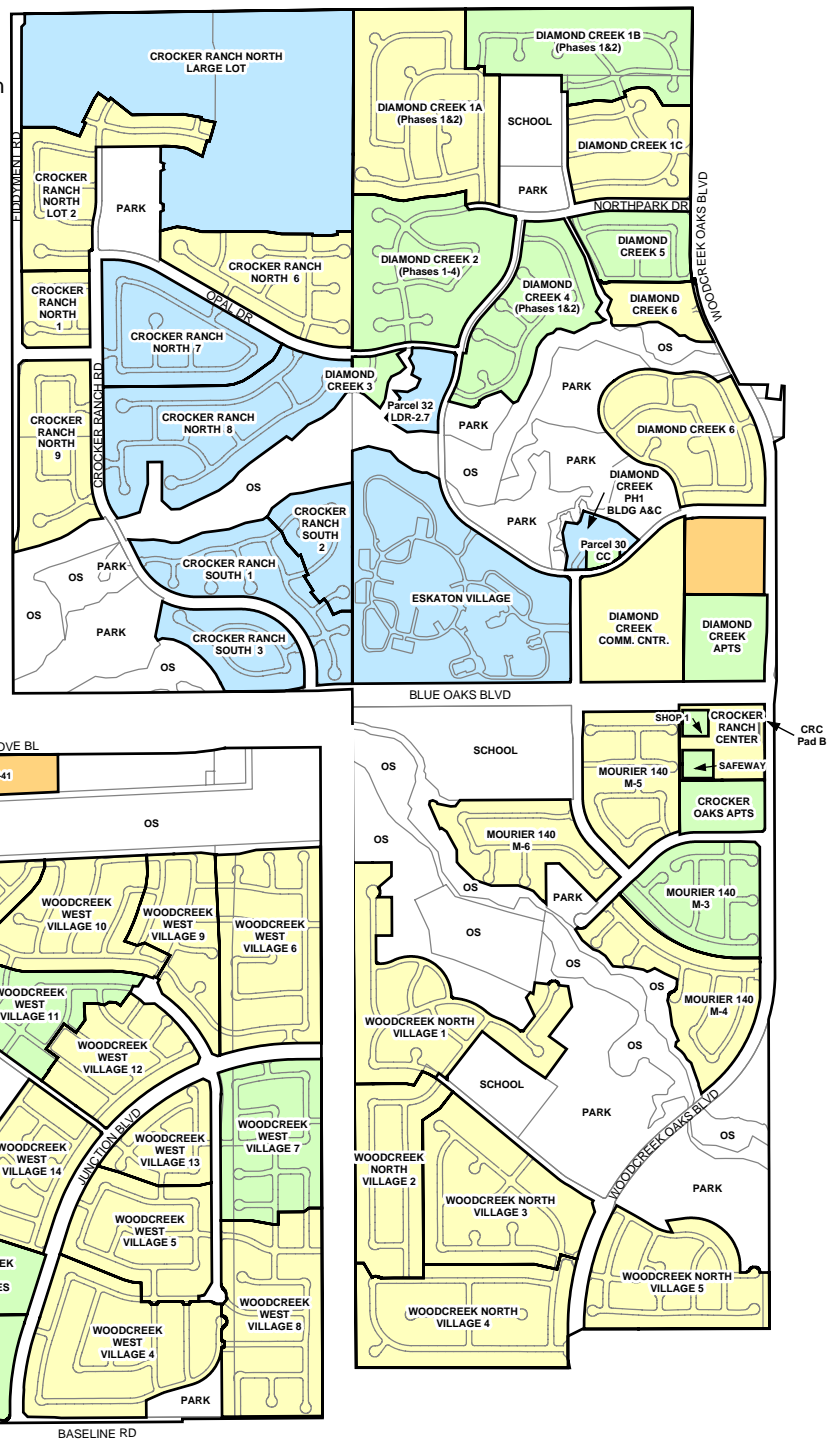 CROCKER RANCH NORTH
LARGE LOT
DIAMOND CREEK 1B
(Phases 1&2)
DIAMOND CREEK 1A
(Phases 1&2)
SCHOOL
DIAMOND CREEK 1C
FIDDYMENT RD
CROCKER
RANCH
NORTH
LOT 2
PARK
PARK
NORTHPARK DR
WOODCREEK OAKS BLVD
DIAMOND CREEK 2
(Phases 1-4)
DIAMOND
CREEK 5
CROCKER RANCH
NORTH 6
DIAMOND
CREEK 4
(Phases 1&2)
CROCKER
RANCH
NORTH
1
OPAL DR
DIAMOND
CREEK 6
CROCKER RANCH
NORTH 7
OS
DIAMOND
CREEK 3
PARK
CROCKER RANCH RD
Parcel 32
LDR-2.7
CROCKER
RANCH
NORTH
9
CROCKER RANCH
NORTH 8
PARK
DIAMOND CREEK 6
PARK
OS
DIAMOND
CREEK
PH1
BLDG A&C
OS
CROCKER
RANCH
SOUTH
2
PARK
Parcel 30
CC
PARK
OS
CROCKER RANCH
SOUTH 1
ESKATON VILLAGE
OS
PARK
CROCKER RANCH
SOUTH 3
DIAMOND
CREEK
COMM. CNTR.
DIAMOND
CREEK
APTS
OS
BLUE OAKS BLVD
SHOP 1
CROCKER
RANCH
CENTER
CRC
Pad B
OVE BL
SCHOOL
SAFEWAY
-41
OS
MOURIER 140
M-5
CROCKER
OAKS APTS
OS
OS
MOURIER 140
M-6
OS
PARK
MOURIER 140
M-3
WOODCREEK
WEST
VILLAGE 10
WOODCREEK
WEST
VILLAGE 9
WOODCREEK
WEST
VILLAGE 6
OS
OS
OS
MOURIER 140
M-4
WOODCREEK
WEST
VILLAGE 11
WOODCREEK NORTH
VILLAGE 1
OS
WOODCREEK
WEST
VILLAGE 12
SCHOOL
PARK
WOODCREEK OAKS BLVD
OS
JUNCTION BLVD
WOODCREEK
WEST
VILLAGE 7
WOODCREEK
WEST
VILLAGE 13
WOODCREEK
WEST
VILLAGE 14
WOODCREEK
NORTH
VILLAGE 2
PARK
WOODCREEK NORTH
VILLAGE 3
WOODCREEK
WEST
VILLAGE 5
EK
ES
WOODCREEK NORTH
VILLAGE 5
WOODCREEK
WEST
VILLAGE 8
WOODCREEK NORTH
VILLAGE 4
WOODCREEK
WEST
VILLAGE 4
PARK
BASELINE RD